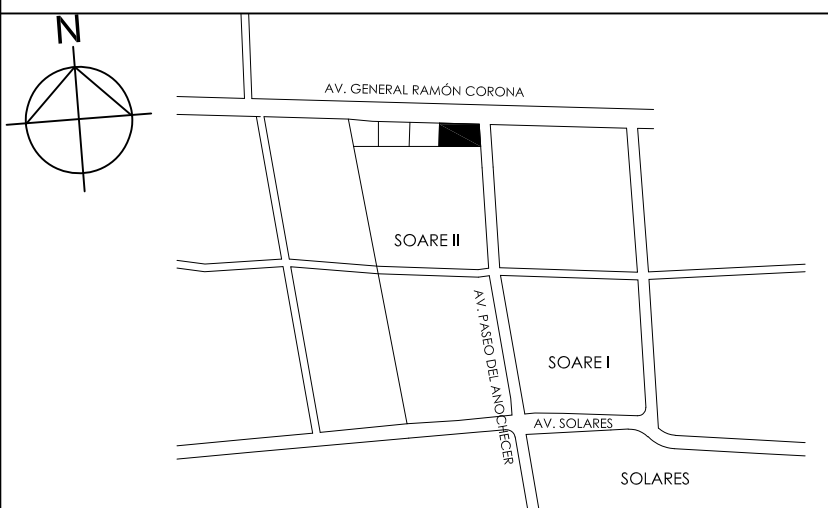 N
AV. GENERAL RAMÓN CORONA
SOARE II
AV. PASEO DEL ANOCHECER
SOARE I
AV. SOLARES
SOLARES